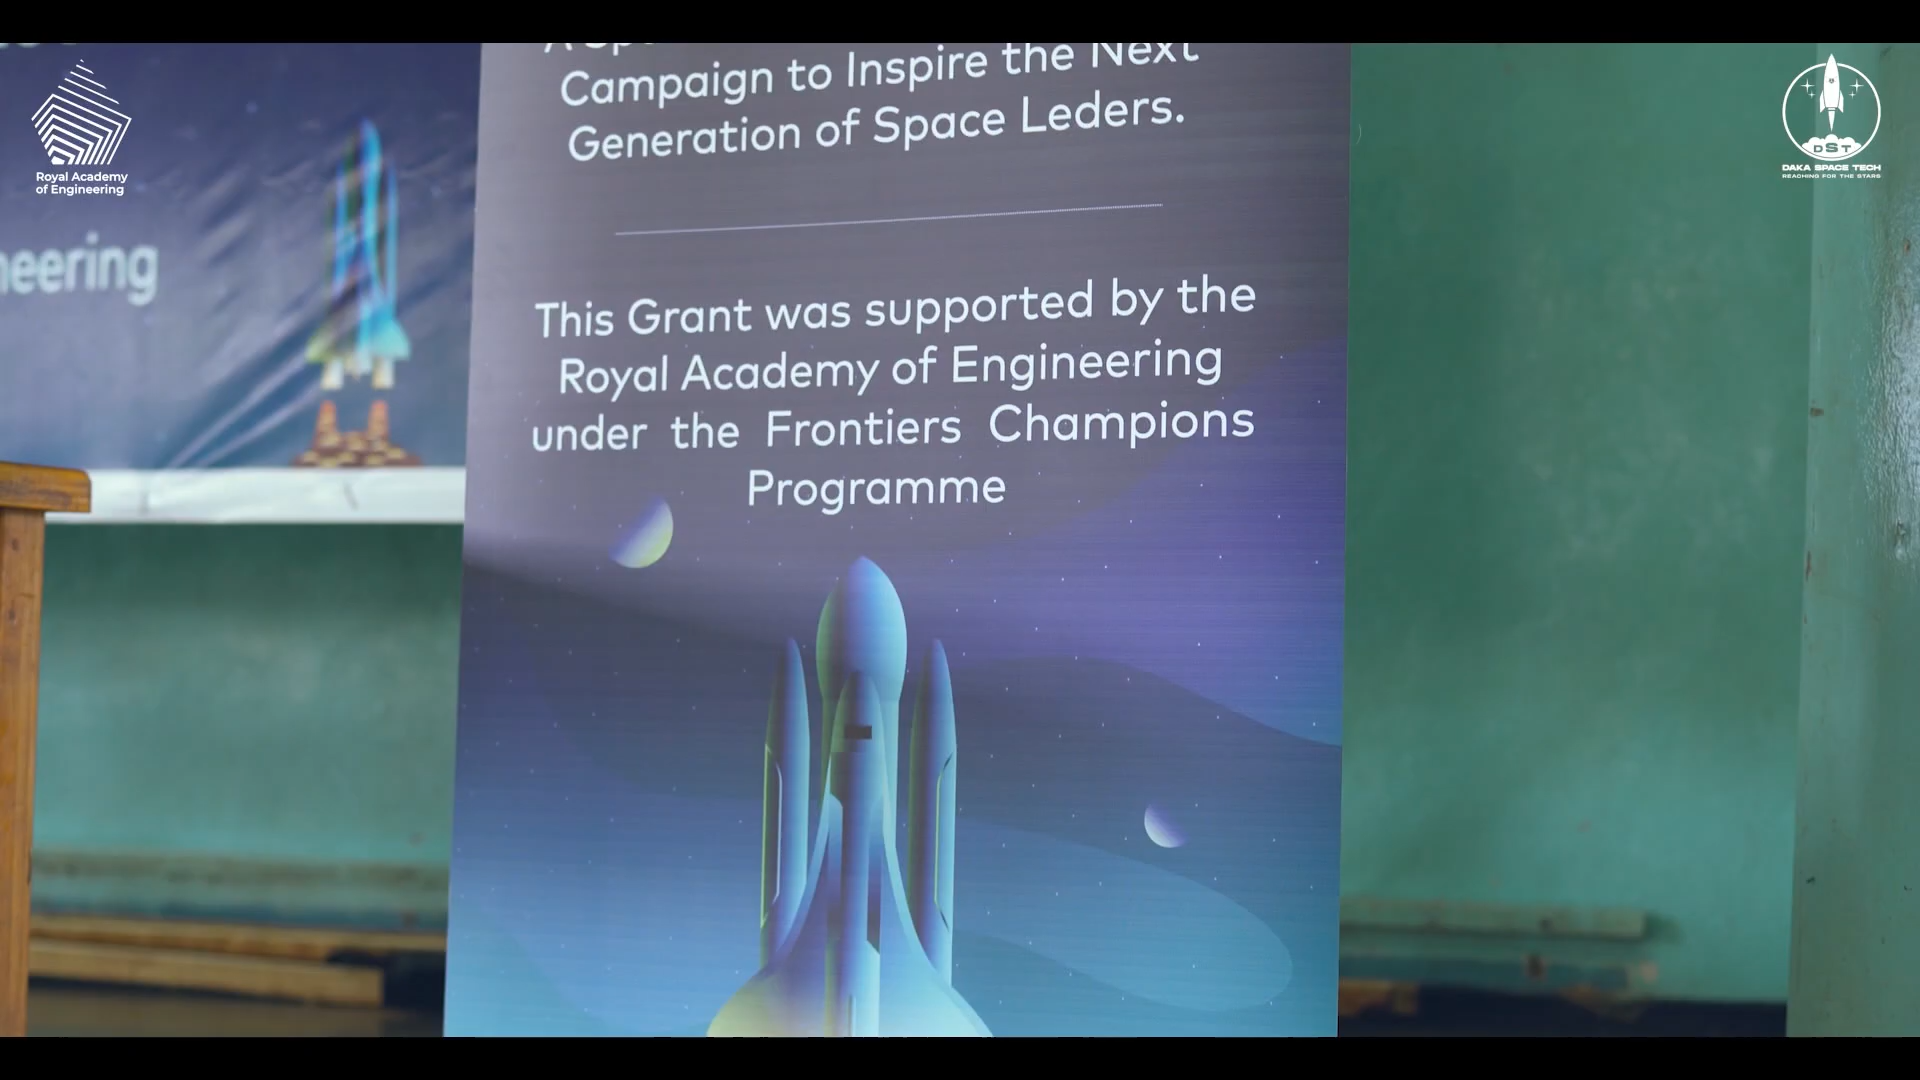 Campaign to Inspire the Next
Generation of Space Leders.
This Grant was supported by the
Royal Academy of Engineering
under the Frontiers Champions
Programme
Royal Academy
of Engineering
DST
DAKA SPACE TECH
REACHING FOR THE STARS